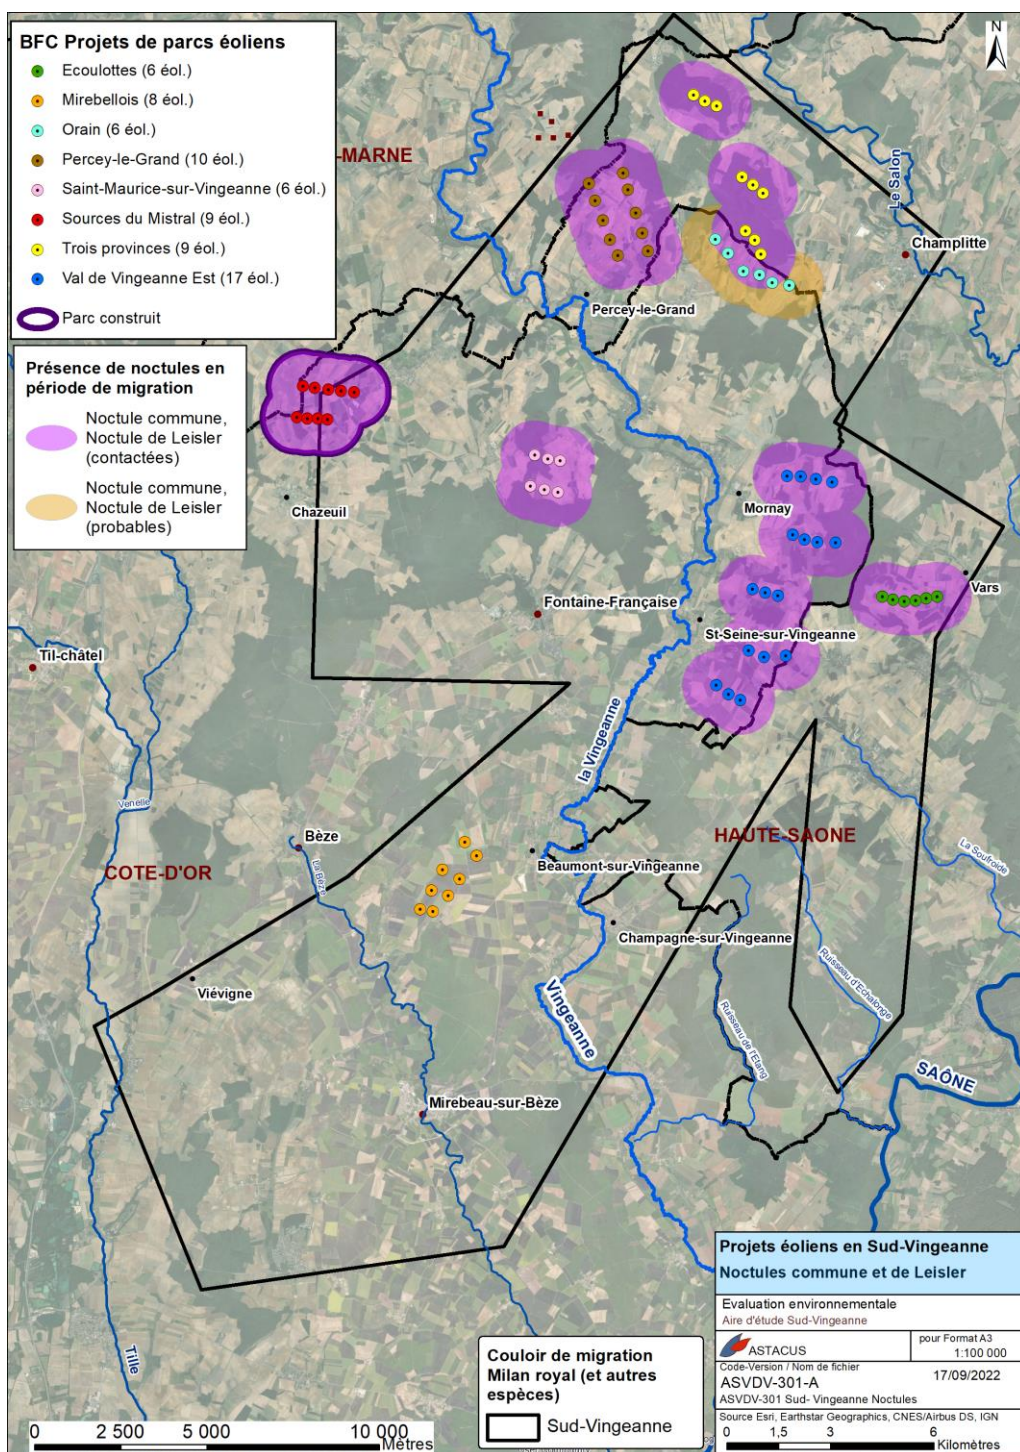 BFC Projets de parcs éoliens
Ecoulottes (6 éol.)
Mirebellois (8 éol.)
Orain (6 éol.)
Percey-le-Grand (10 éol.)
Saint-Maurice-sur-Vingeanne (6 éol.)
Sources du Mistral (9 éol.)
Trois provinces (9 éol.)
Val de Vingeanne Est (17 éol.)
Parc construit
Présence de noctules en
période de migration
Noctule commune,
Noctule de Leisler
(contactées)
Noctule commune,
Noctule de Leisler
(probables)
N
-MARNE
Le Salon
Champlitte
Percey-le-Grand
Chazeuil
Mornay
Vars
Fontaine-Française
St-Seine-sur-Vingeanne
Til-châtel
la Vingeanne
Venelle
Bèze
La Bèze
COTE-D'OR
HAUTE-SAONE
Beaumont-sur-Vingeanne
La Soufroide
Champagne-sur-Vingeanne
Viévigne
Vingeanne
Ruisseau d'Echalonge
Ruisseau de l'Etang
SAÔNE
Mirebeau-sur-Bèze
Tille
Couloir de migration
Milan royal (et autres
espèces)
Sud-Vingeanne
0 2 500 5 000 10 000
Mètres
Projets éoliens en Sud-Vingeanne
Noctules commune et de Leisler
Evaluation environnementale
Aire d'étude Sud-Vingeanne
ASTACUS
pour Format A3
1:100 000
Code-Version / Nom de fichier
ASVDV-301-A
17/09/2022
ASVDV-301 Sud- Vingeanne Noctules
Source Esri, Earthstar Geographics, CNES/Airbus DS, IGN
0 1,5 3 6
Kilomètres